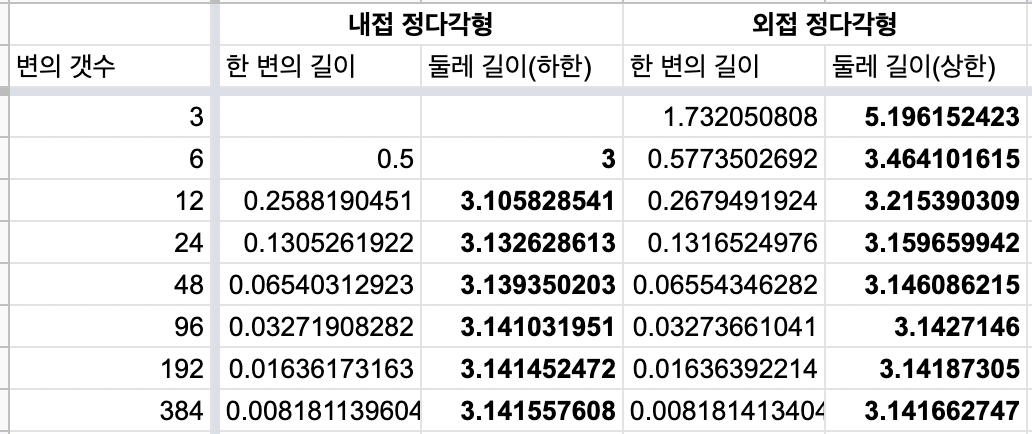 내접 정다각형 외접 정다각형
변의 갯수 한 변의 길이 둘레 길이(하한) 한 변의 길이 둘레 길이(상한)
3 1.732050808 5.196152423
6 0.5 3 0.5773502692 3.464101615
12 0.2588190451 3.105828541 0.2679491924 3.215390309
24 0.1305261922 3.132628613 0.1316524976 3.159659942
48 0.06540312923 3.139350203 0.06554346282 3.146086215
96 0.03271908282 3.141031951 0.03273661041 3.1427146
192 0.01636173163 3.141452472 0.01636392214 3.14187305
384 0.008181139604 3.141557608 0.008181413404 3.141662747